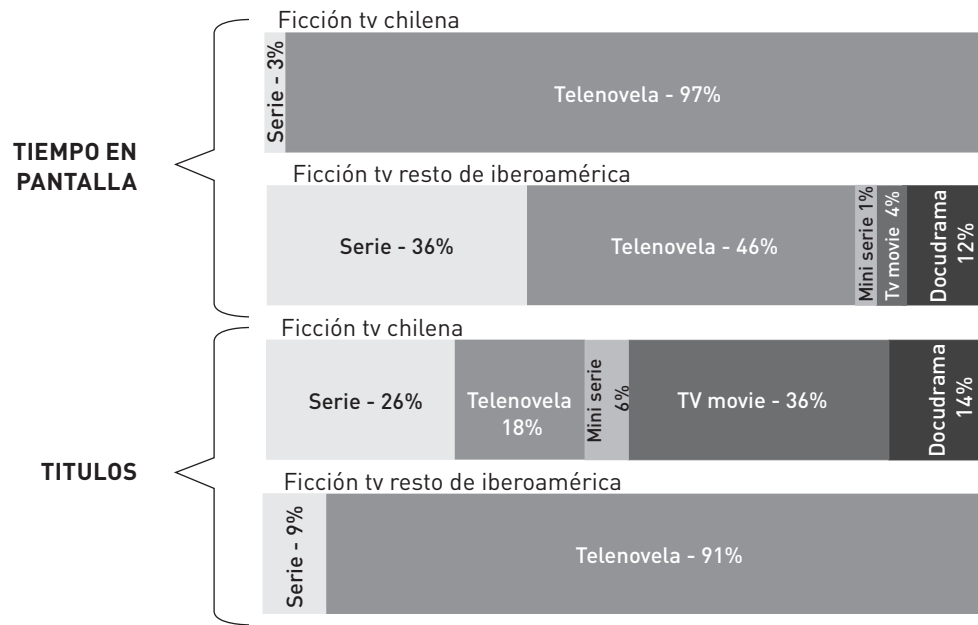 Ficción tv chilena
Serie - 3%
Telenovela - 97%
TIEMPO EN
PANTALLA
Ficción tv resto de iberoamérica
Serie - 36%
Telenovela - 46%
Mini serie 1%
Tv movie 4%
Docudrama
12%
Ficción tv chilena
Serie - 26%
Telenovela
18%
Mini serie
6%
TV movie - 36%
Docudrama
14%
TITULOS
Ficción tv resto de iberoamérica
Serie - 9%
Telenovela - 91%